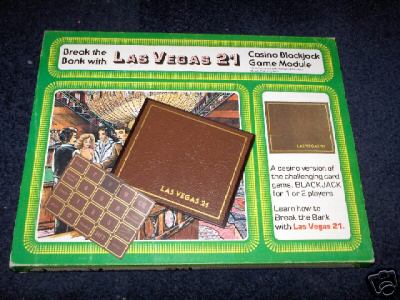 Break the
Bank with
LAS VEGAS 21
Casino Blackjack
Game Module
LAS VEGAS 21
LAS VEGAS 21
A casino version of
the challenging card
game, BLACKJACK
for 1 or 2 players
Learn how to
Break the Bank
with Las Vegas 21.